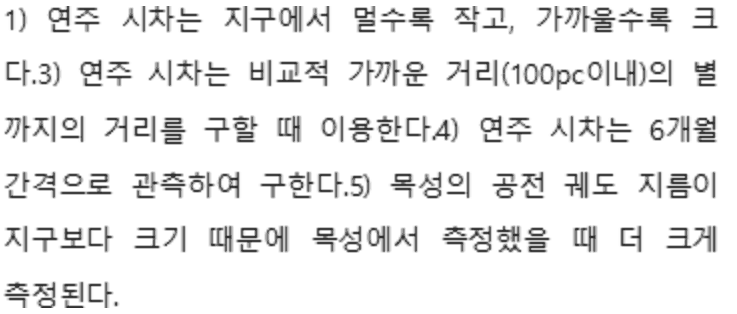 1) 연주 시차는 지구에서 멀수록 작고, 가까울수록 크
다.3) 연주 시차는 비교적 가까운 거리(100pc이내)의 별
까지의 거리를 구할 때 이용한다.4) 연주 시차는 6개월
간격으로 관측하여 구한다.5) 목성의 공전 궤도 지름이
지구보다 크기 때문에 목성에서 측정했을 때 더 크게
측정된다.